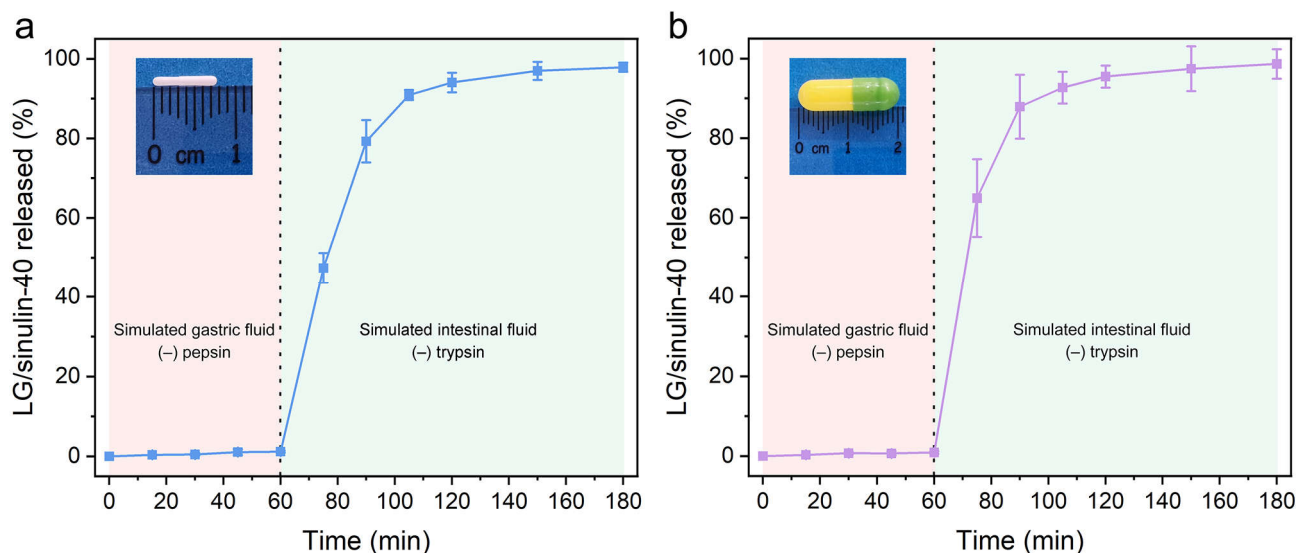 a
LG/sinulin-40 released (%)
100
80
60
40
20
0
0 cm 1
Simulated gastric fluid
(–) pepsin
Simulated intestinal fluid
(–) trypsin
0 20 40 60 80 100 120 140 160 180
Time (min)
b
LG/sinulin-40 released (%)
100
80
60
40
20
0
0 cm 1 2
Simulated gastric fluid
(–) pepsin
Simulated intestinal fluid
(–) trypsin
0 20 40 60 80 100 120 140 160 180
Time (min)